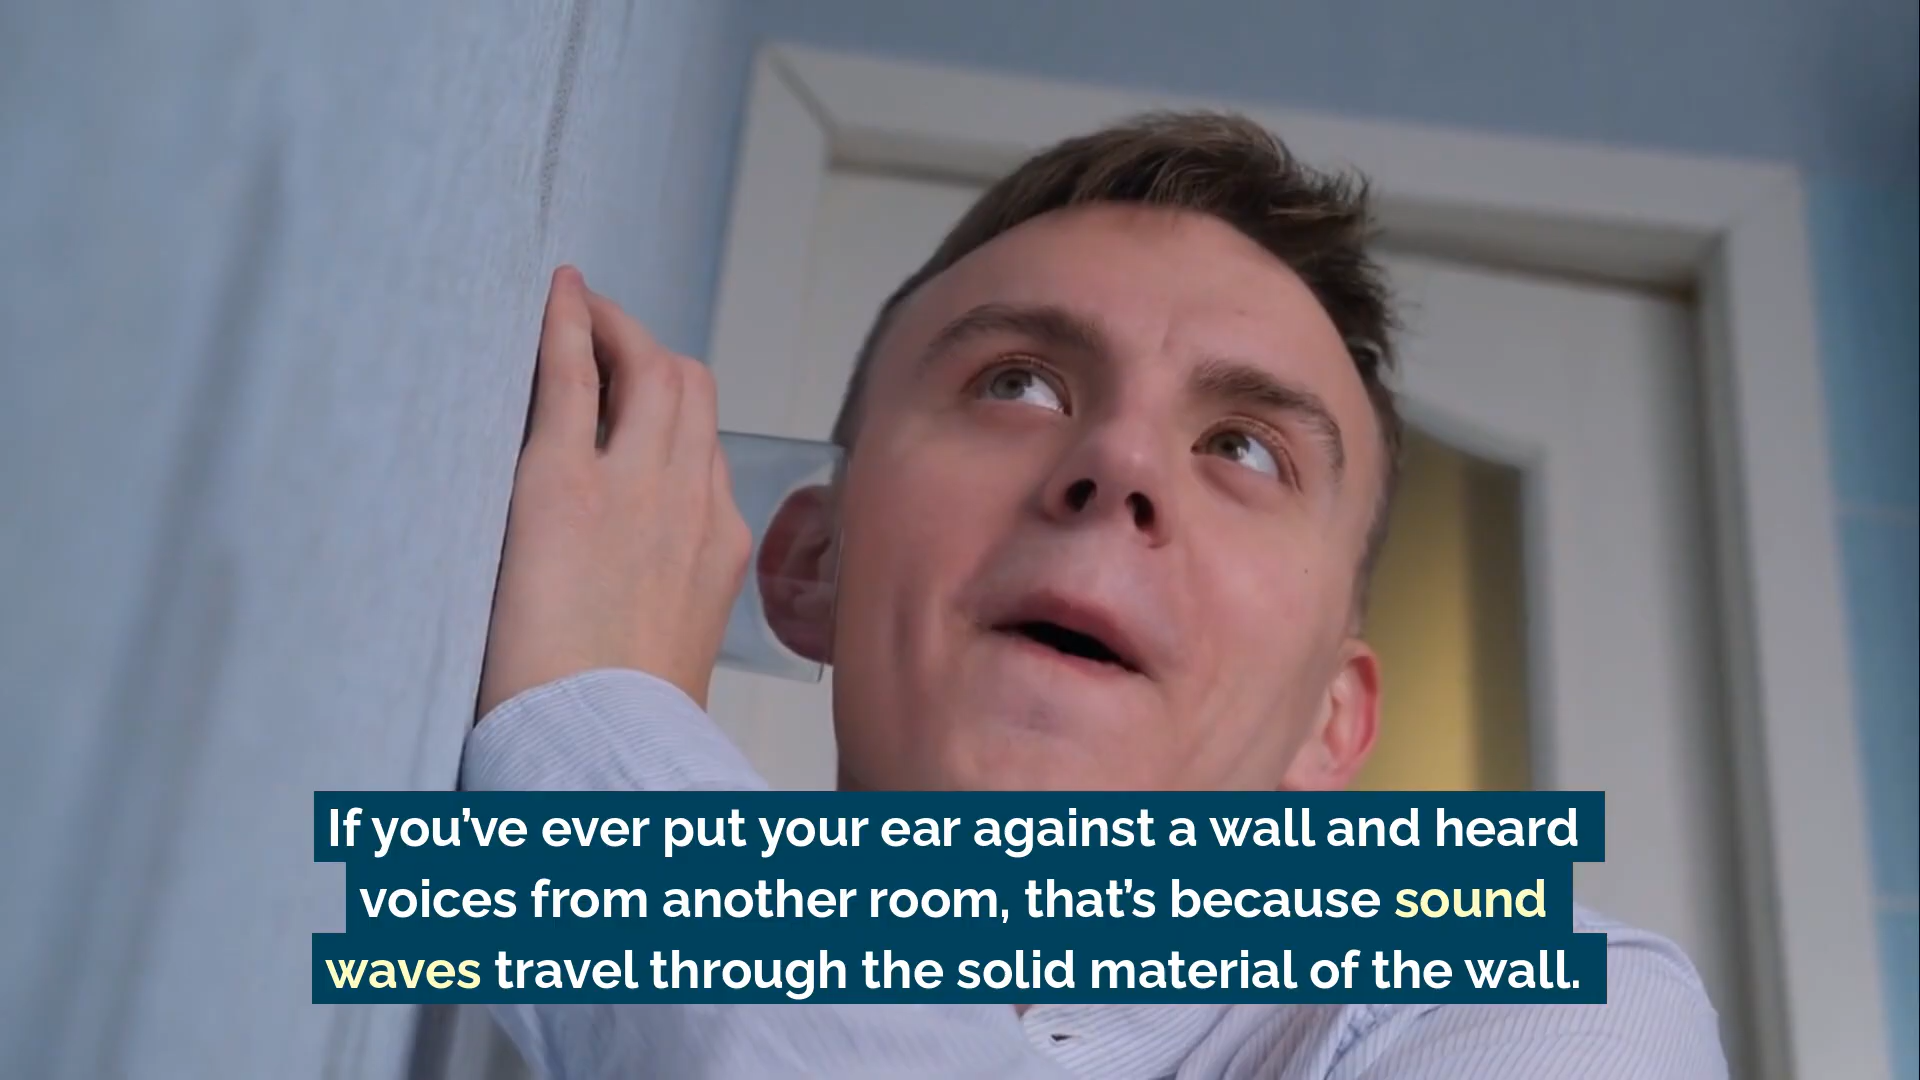 If you’ve ever put your ear against a wall and heard
voices from another room, that’s because sound
waves travel through the solid material of the wall.